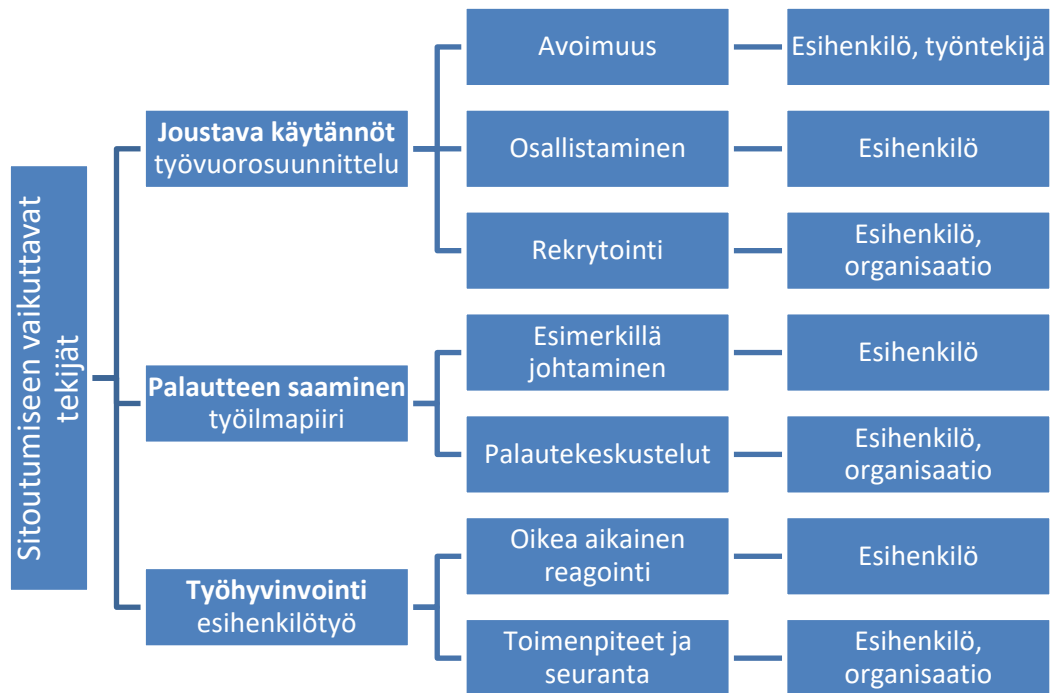 Sitoutumiseen vaikuttavat
tekijät
Joustava käytännöt
työvuorosuunnittelu
Avoimuus
Esihenkilö, työntekijä
Osallistaminen
Esihenkilö
Rekrytointi
Esihenkilö,
organisaatio
Palautteen saaminen
työilmapiiri
Esimerkillä
johtaminen
Esihenkilö
Palautekeskustelut
Esihenkilö,
organisaatio
Työhyvinvointi
esihenkilötyö
Oikea aikainen
reagointi
Esihenkilö
Toimenpiteet ja
seuranta
Esihenkilö,
organisaatio